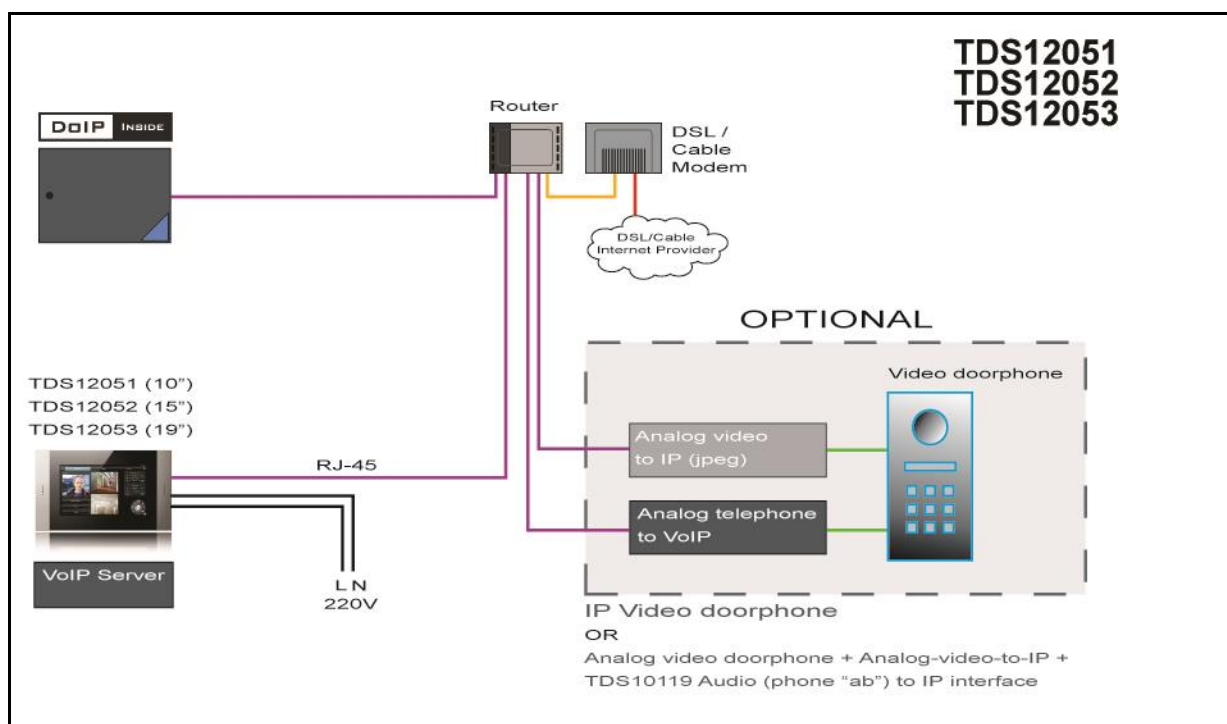 TDS12051
TDS12052
TDS12053
Router
DoIP INSIDE
DSL /
Cable
Modem
DSL/Cable
Internet Provider
OPTIONAL
TDS12051 (10”)
TDS12052 (15”)
TDS12053 (19”)
Video doorphone
Analog video
to IP (jpeg)
RJ-45
Analog telephone
to VoIP
VoIP Server
L N
220V
IP Video doorphone
OR
Analog video doorphone + Analog-video-to-IP +
TDS10119 Audio (phone “ab”) to IP interface